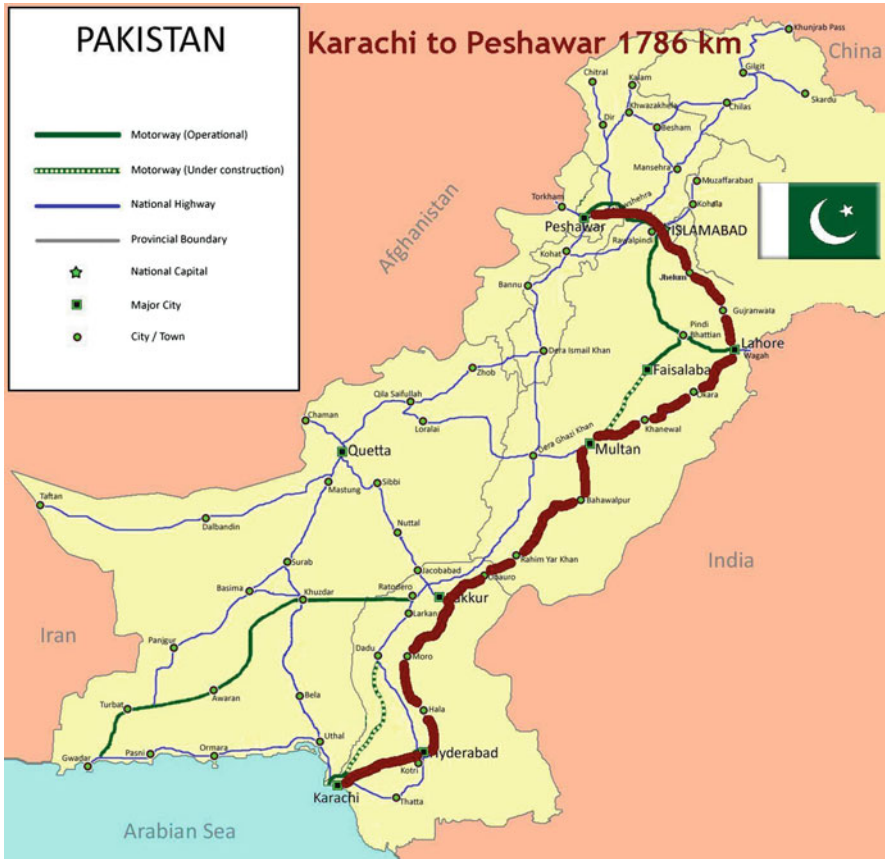 PAKISTAN
Motorway (Operational)
Motorway (Under construction)
National Highway
Provincial Boundary
National Capital
Major City
City / Town
Karachi to Peshawar 1786 km
Khunjrab Pass
China
Gilgit
Chitral
Kalam
Skardu
Khwazakhela
Chilas
Dir
Besham
Mansehra
Muzaffarabad
Afghanistan
Torkham
Kohala
Peshawar
Rawalpindi
ISLAMABAD
Kohat
Jhelum
Bannu
Gujranwala
Pindi
Bhattian
Lahore
Wagah
Dera Ismail Khan
Zhob
Faisalaba
Qila Saifullah
Okara
Chaman
Loralai
Khanewal
Dera Ghazi Khan
Multan
Quetta
Mastung
Sibbi
Taftan
Bahawalpur
Dalbandin
Nuttal
India
Surab
Rahim Yar Khan
Jacobabad
Ubauro
Basima
Khuzdar
Ratodero
akkur
Larkan
Iran
Panjgur
Dadu
Moro
Awaran
Bela
Turbat
Hala
Uthal
Gwadar
Pasni
Ormara
yderabad
Kotri
Karachi
Thatta
Arabian Sea